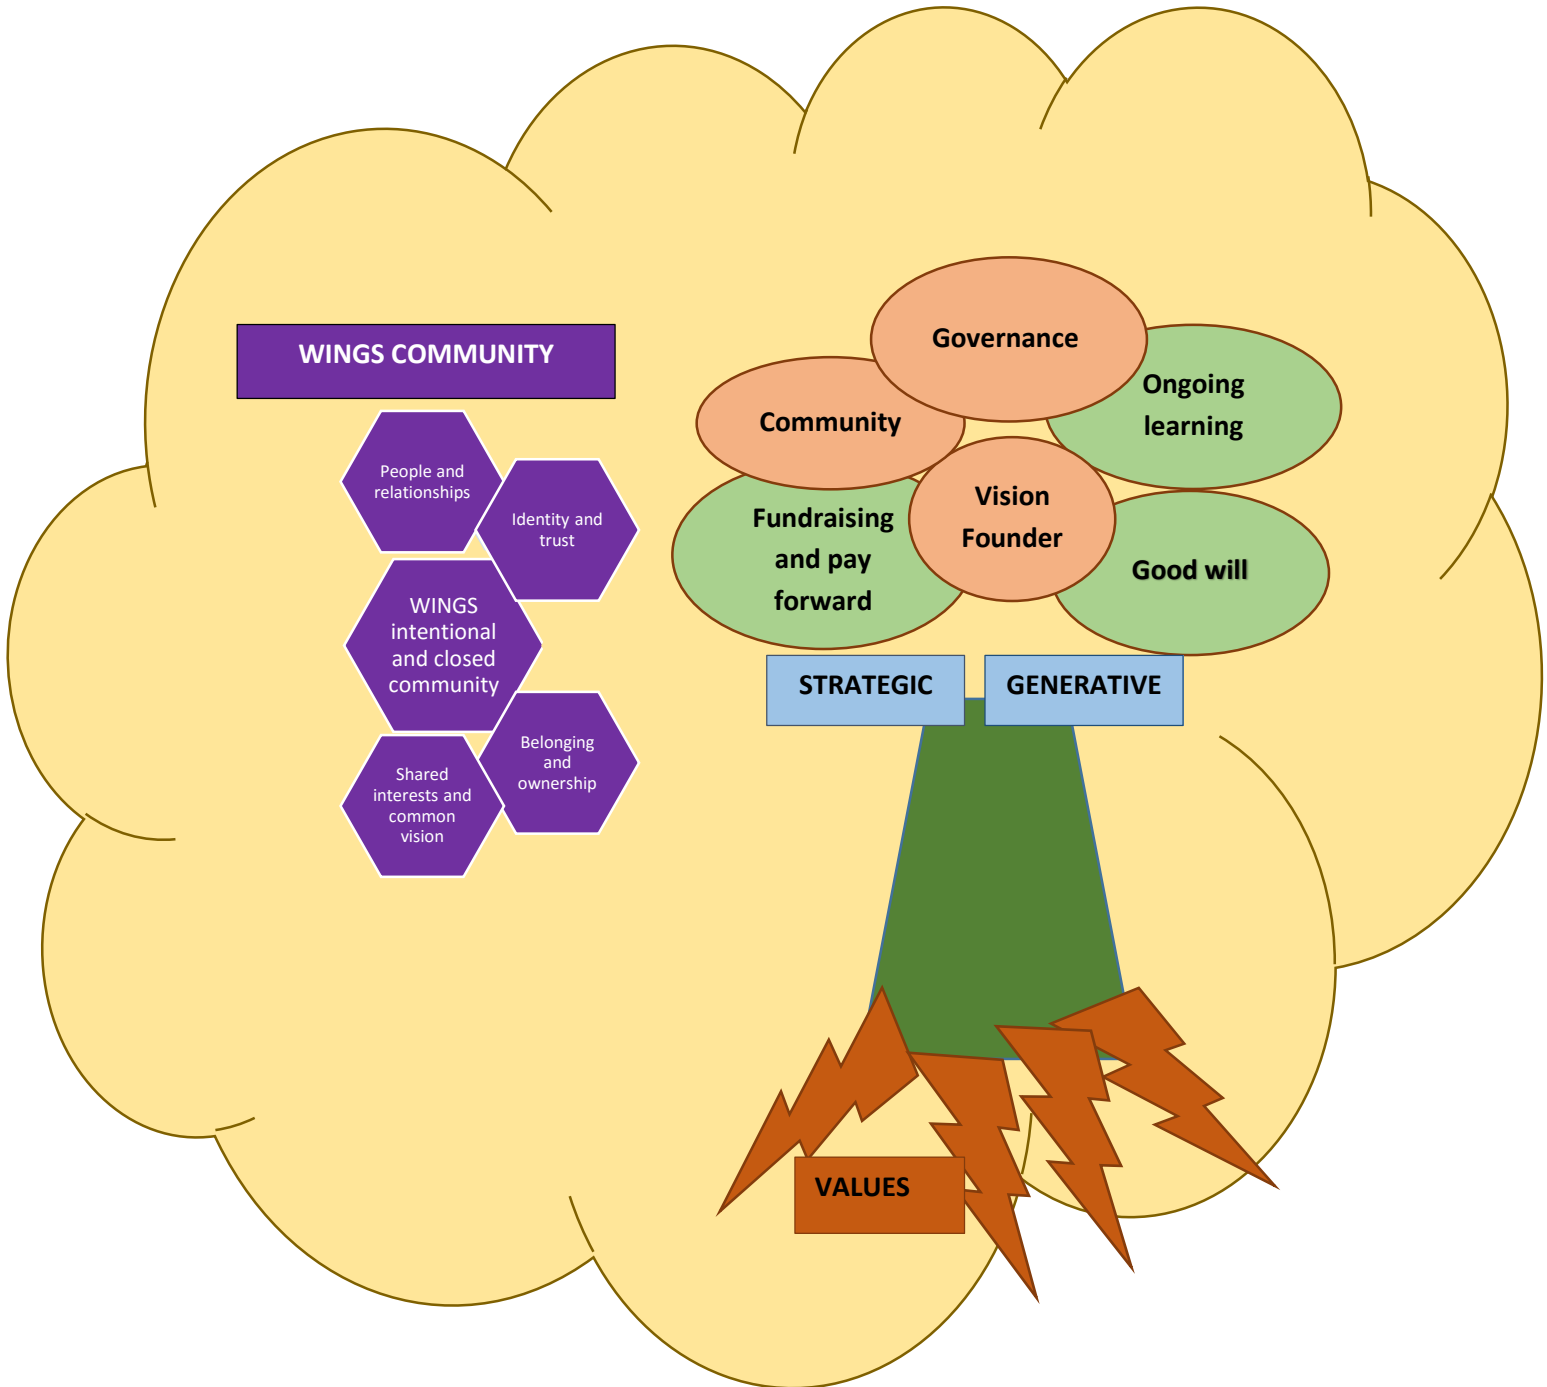 WINGS COMMUNITY
People and
relationships
Identity and
trust
WINGS
intentional
and closed
community
Belonging
and
ownership
Shared
interests and
common
vision
Governance
Community
Ongoing
learning
Vision
Founder
Fundraising
and pay
forward
Good will
STRATEGIC
GENERATIVE
VALUES